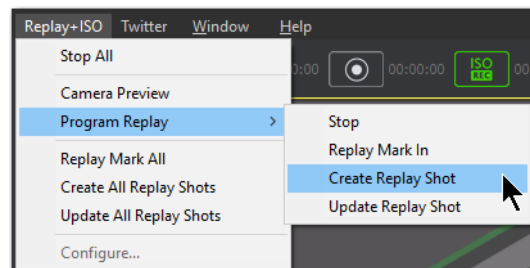 Replay+ISO Twitter Window Help
Stop All
00:00:00 ISO REC
Camera Preview
Program Replay > Stop
Replay Mark In
Replay Mark All
Create Replay Shot
Create All Replay Shots
Update All Replay Shots
Update Replay Shot
Configure...